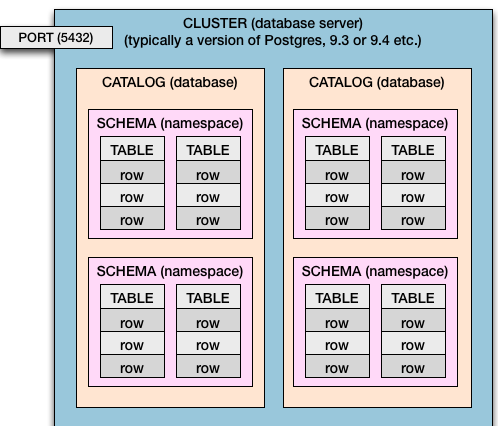 CLUSTER (database server)
(typically a version of Postgres, 9.3 or 9.4 etc.)
PORT (5432)
CATALOG (database)
SCHEMA (namespace)
TABLE TABLE
row row
row row
row row
SCHEMA (namespace)
TABLE TABLE
row row
row row
row row
CATALOG (database)
SCHEMA (namespace)
TABLE TABLE
row row
row row
row row
SCHEMA (namespace)
TABLE TABLE
row row
row row
row row